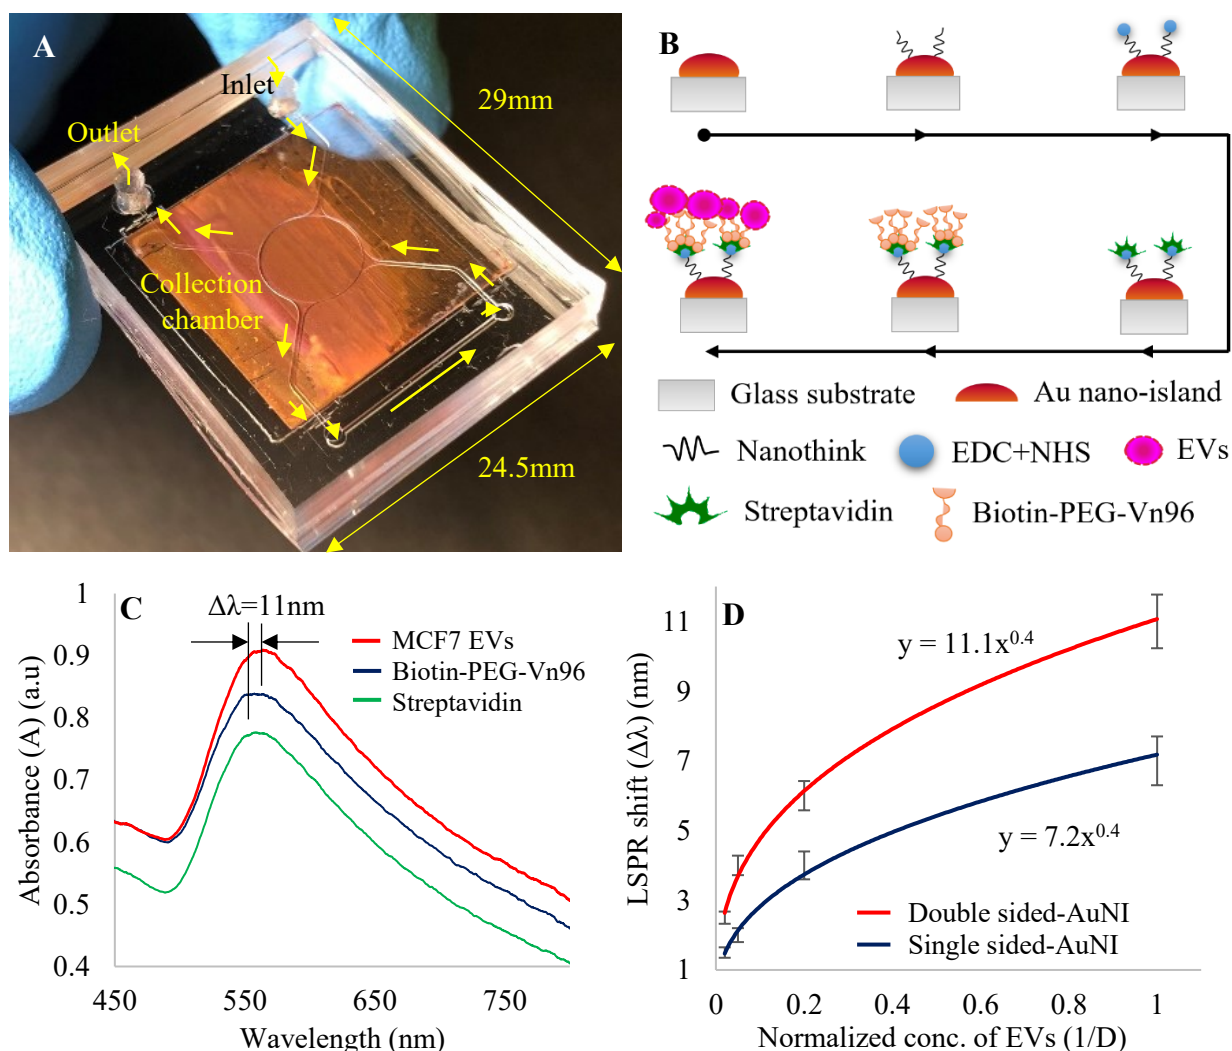 A
Inlet
29mm
Outlet
Collection
chamber
24.5mm
B
Glass substrate
Au nano-island
Nanothink
EDC+NHS
EVs
Streptavidin
Biotin-PEG-Vn96
C
Δλ=11nm
MCF7 EVs
Biotin-PEG-Vn96
Streptavidin
Absorbance (A) (a.u)
1
0.9
0.8
0.7
0.6
0.5
0.4
450
550
650
750
Wavelength (nm)
D
y = 11.1x^0.4
y = 7.2x^0.4
Double sided-AuNI
Single sided-AuNI
LSPR shift (Δλ) (nm)
11
9
7
5
3
1
0
0.2
0.4
0.6
0.8
1
Normalized conc. of EVs (1/D)